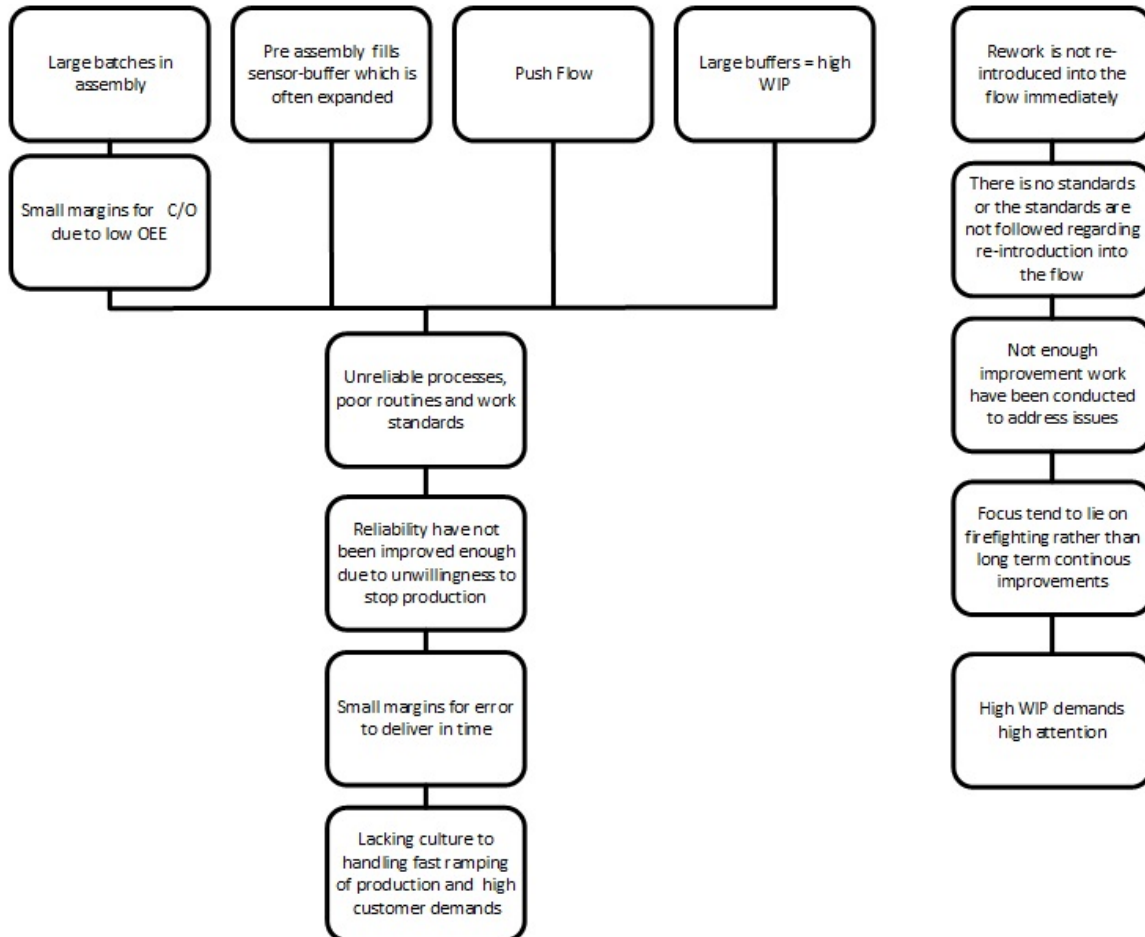 Large batches in
assembly
Pre assembly fills
sensor-buffer which is
often expanded
Push Flow
Large buffers = high
WIP
Rework is not re-
introduced into the
flow immediately
Small margins for C/O
due to low OEE
There is no standards
or the standards are
not followed regarding
re-introduction into
the flow
Unreliable processes,
poor routines and work
standards
Not enough
improvement work
have been conducted
to address issues
Reliability have not
been improved enough
due to unwillingness to
stop production
Focus tend to lie on
firefighting rather than
long term continous
improvements
Small margins for error
to deliver in time
High WIP demands
high attention
Lacking culture to
handling fast ramping
of production and high
customer demands